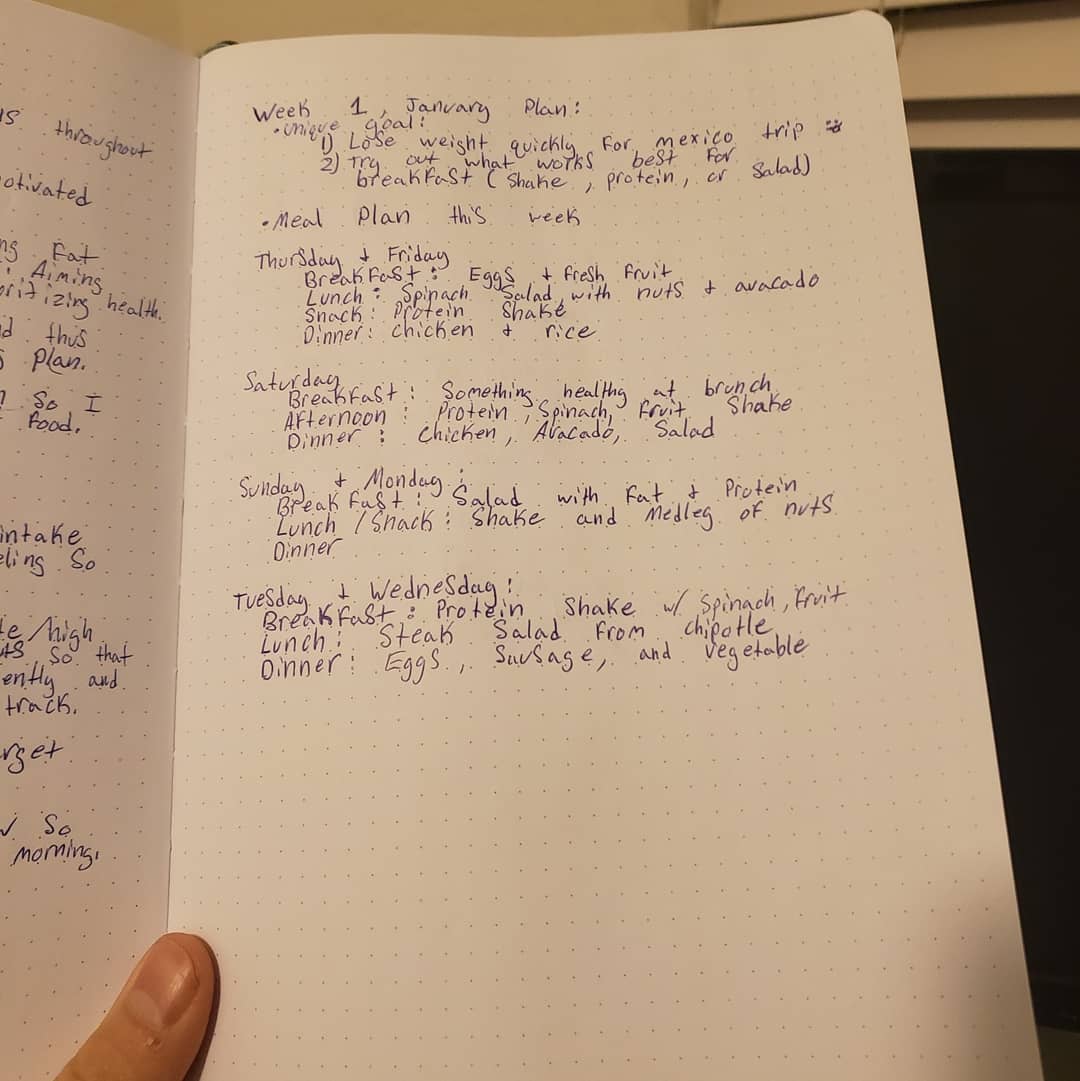 throughout
otivated
Fat
Aiming
oritizing health.
thus
Plan.
So I
Food.
intake
eling So
/high
So that
ently and
track.
rget
So
morning.
Week 1, January Plan:
• unique goal:
1) Lose weight quickly For mexico trip
2) Try out what works best For
breakfast (Shake, protein, or Salad)
• Meal Plan this week
Thursday + Friday
BreakFast: Eggs + fresh fruit
Lunch: Spinach Salad with nuts + avacado
Snack: Protein Shake
Dinner: chicken + rice
Saturday
BreakFast: Something healthy at brunch
Afternoon: Protein, Spinach, Fruit Shake
Dinner: Chicken, Avacado, Salad
Sunday + Monday:
BreakFast: Salad with Fat + Protein
Lunch / Snack: Shake and Medley of nuts
Dinner
Tuesday + Wednesday:
BreakFast: Protein Shake w/ Spinach, Fruit
Lunch: Steak Salad From chipotle
Dinner: Eggs, Sausage, and vegetable